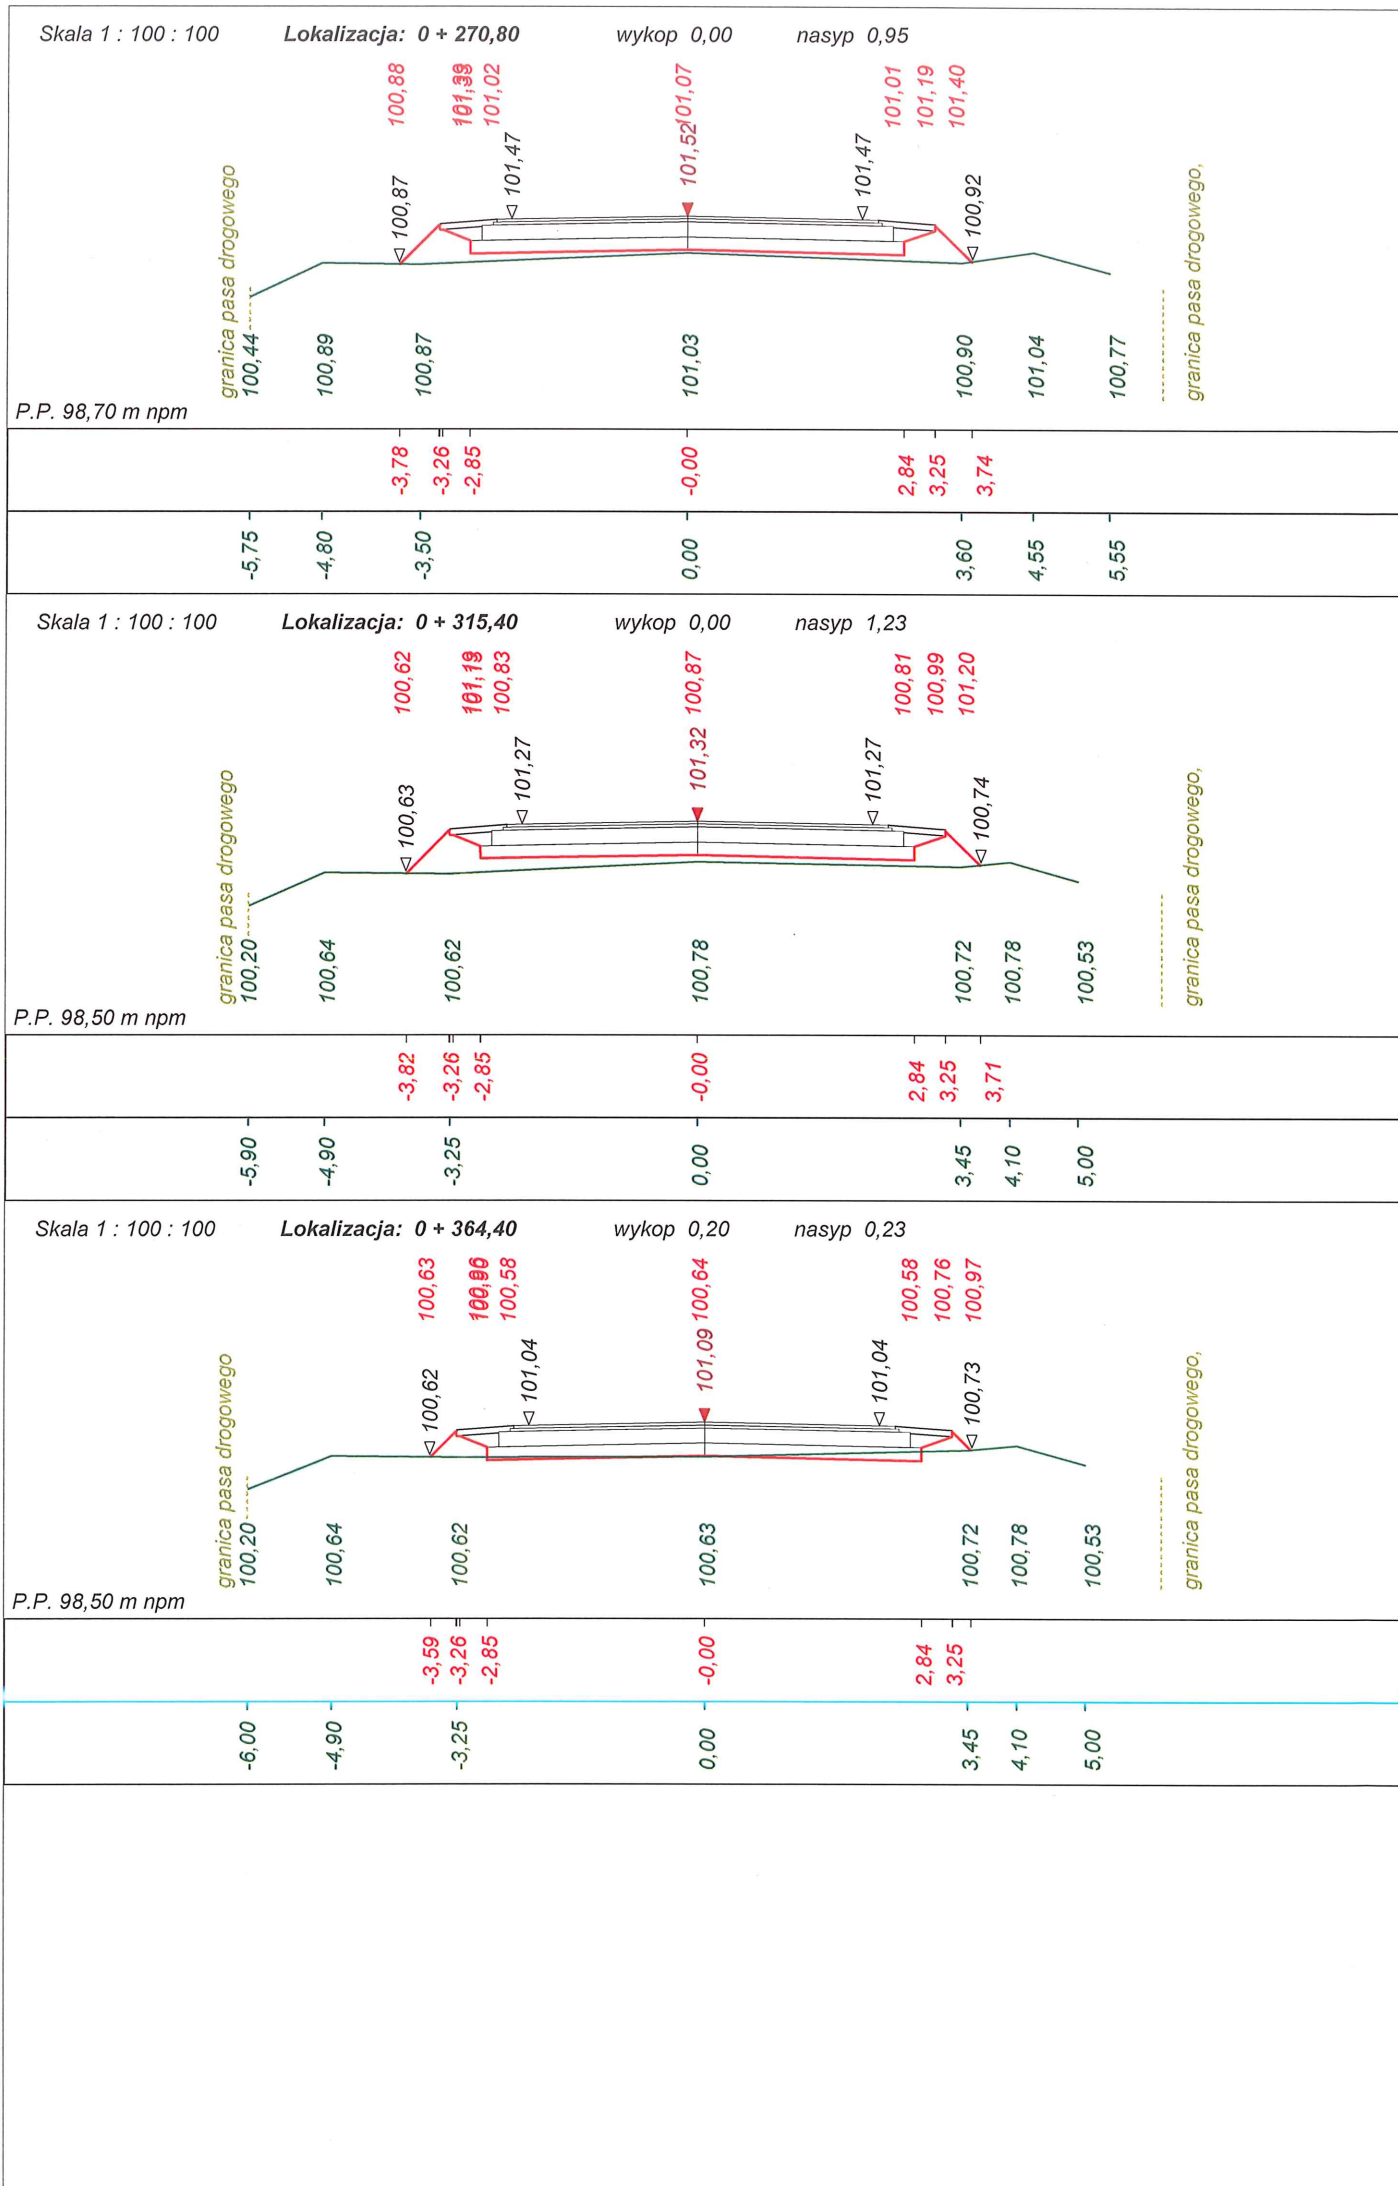 Skala 1 : 100 : 100 Lokalizacja: 0 + 270,80 wykop 0,00 nasyp 0,95
100,88 101,02 101,07 101,01 101,19 101,40
100,87 101,47 101,52 101,47 100,92
granica pasa drogowego granica pasa drogowego,
100,44 100,89 100,87 101,03 100,90 101,04 100,77
P.P. 98,70 m npm
-3,78 -3,26 -2,85 -0,00 2,84 3,25 3,74
-5,75 -4,80 -3,50 0,00 3,60 4,55 5,55
Skala 1 : 100 : 100 Lokalizacja: 0 + 315,40 wykop 0,00 nasyp 1,23
100,62 100,83 100,87 100,81 100,99 101,20
100,63 101,27 101,32 101,27 100,74
granica pasa drogowego granica pasa drogowego,
100,20 100,64 100,62 100,78 100,72 100,78 100,53
P.P. 98,50 m npm
-3,82 -3,26 -2,85 -0,00 2,84 3,25 3,71
-5,90 -4,90 -3,25 0,00 3,45 4,10 5,00
Skala 1 : 100 : 100 Lokalizacja: 0 + 364,40 wykop 0,20 nasyp 0,23
100,63 100,58 100,64 100,58 100,76 100,97
100,62 101,04 101,09 101,04 100,73
granica pasa drogowego granica pasa drogowego,
100,20 100,64 100,62 100,63 100,72 100,78 100,53
P.P. 98,50 m npm
-3,59 -3,26 -2,85 -0,00 2,84 3,25
-6,00 -4,90 -3,25 0,00 3,45 4,10 5,00